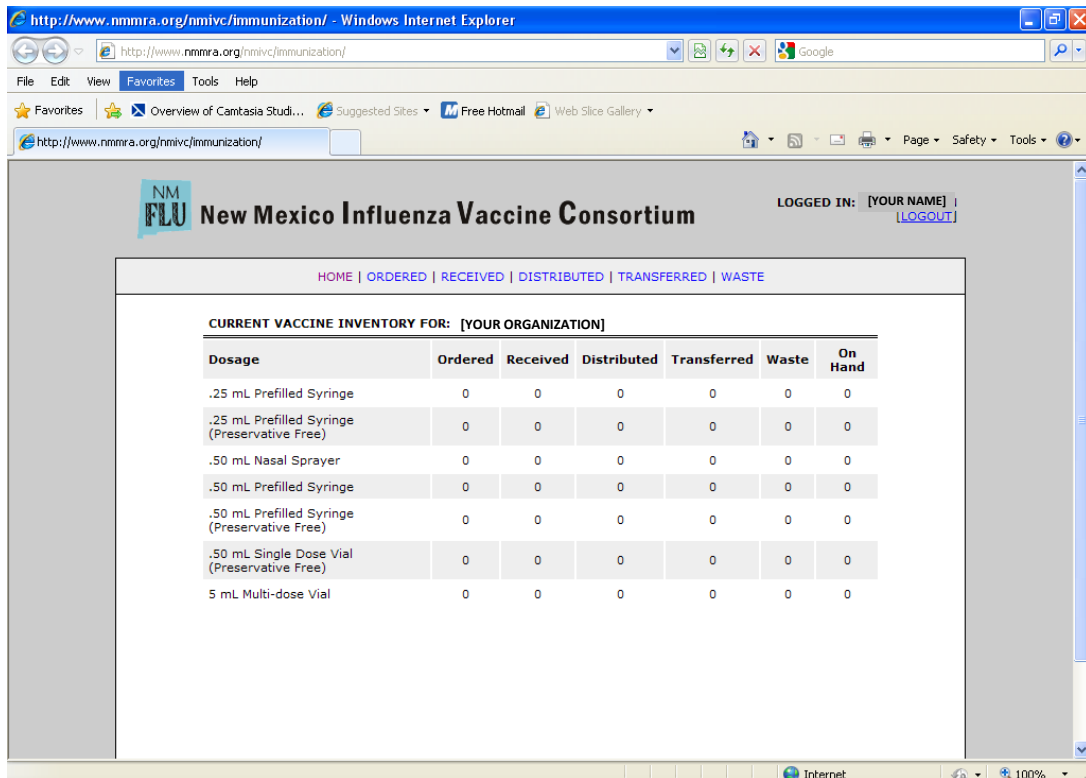 http://www.nmmra.org/nmivc/immunization/ - Windows Internet Explorer
http://www.nmmra.org/nmivc/immunization/
Google
File Edit View Favorites Tools Help
Favorites Overview of Camtasia Studi... Suggested Sites Free Hotmail Web Slice Gallery
http://www.nmmra.org/nmivc/immunization/
Page Safety Tools
NM
FLU
New Mexico Influenza Vaccine Consortium
LOGGED IN: [YOUR NAME]
[LOGOUT]
HOME | ORDERED | RECEIVED | DISTRIBUTED | TRANSFERRED | WASTE
CURRENT VACCINE INVENTORY FOR: [YOUR ORGANIZATION]
Dosage Ordered Received Distributed Transferred Waste On Hand
.25 mL Prefilled Syringe 0 0 0 0 0 0
.25 mL Prefilled Syringe
(Preservative Free) 0 0 0 0 0 0
.50 mL Nasal Sprayer 0 0 0 0 0 0
.50 mL Prefilled Syringe 0 0 0 0 0 0
.50 mL Prefilled Syringe
(Preservative Free) 0 0 0 0 0 0
.50 mL Single Dose Vial
(Preservative Free) 0 0 0 0 0 0
5 mL Multi-dose Vial 0 0 0 0 0 0
Internet 100%